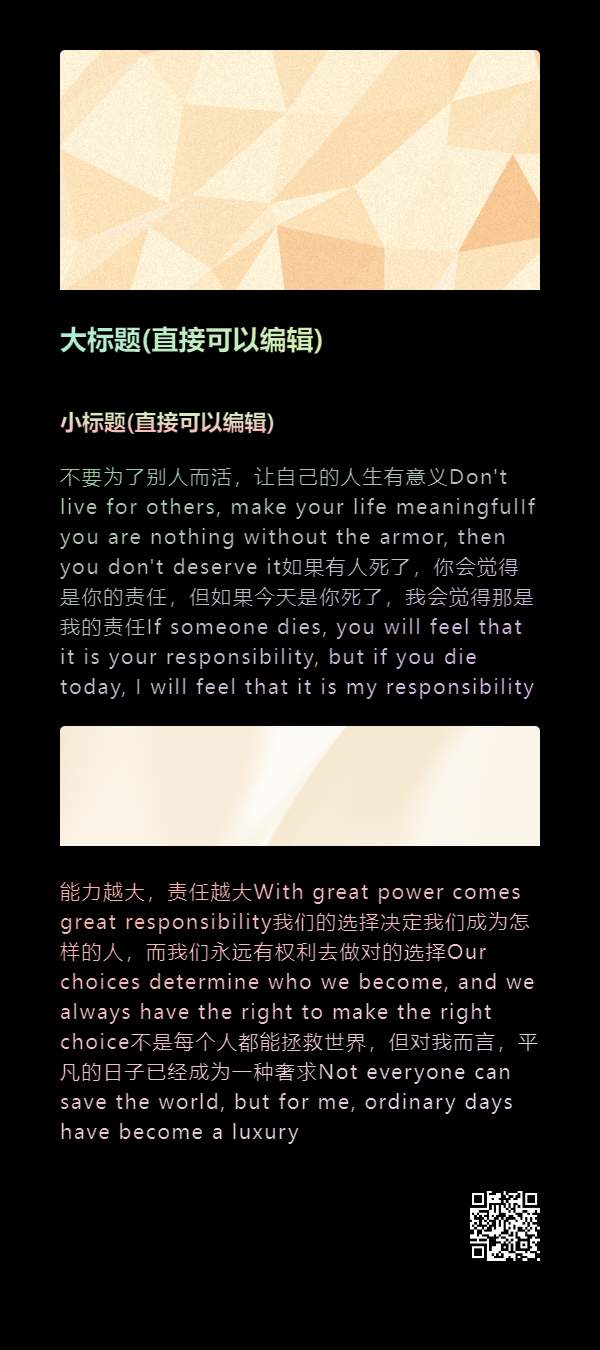 大标题(直接可以编辑)
小标题(直接可以编辑)
不要为了别人而活，让自己的人生有意义Don't
live for others, make your life meaningfulIf
you are nothing without the armor, then
you don't deserve it如果有人死了，你会觉得
是你的责任，但如果今天是你死了，我会觉得那是
我的责任If someone dies, you will feel that
it is your responsibility, but if you die
today, I will feel that it is my responsibility
能力越大，责任越大With great power comes
great responsibility我们的选择决定我们成为怎
样的人，而我们永远有权利去做对的选择Our
choices determine who we become, and we
always have the right to make the right
choice不是每个人都能拯救世界，但对我而言，平
凡的日子已经成为一种奢求Not everyone can
save the world, but for me, ordinary days
have become a luxury